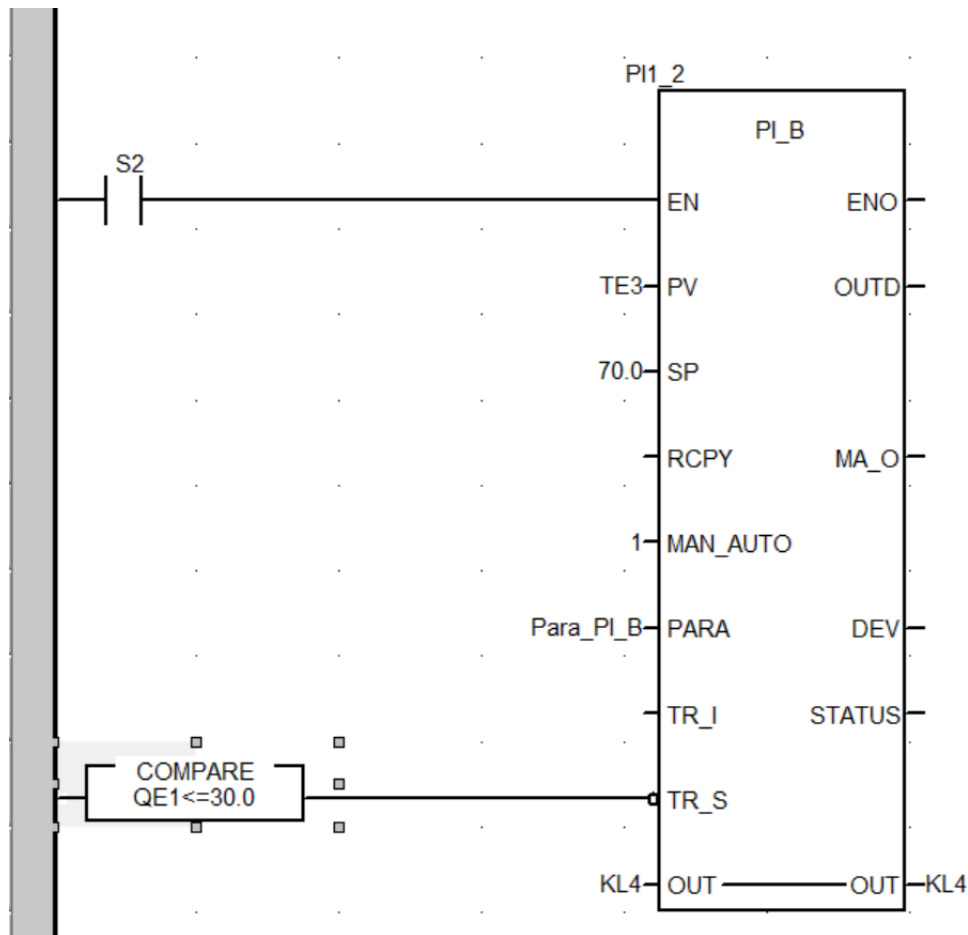 PI1_2
PI_B
S2
EN ENO
TE3 PV OUTD
70.0 SP
RCPY MA_O
1 MAN_AUTO
Para_PI_B PARA DEV
TR_I STATUS
COMPARE
QE1<=30.0 TR_S
KL4 OUT OUT KL4